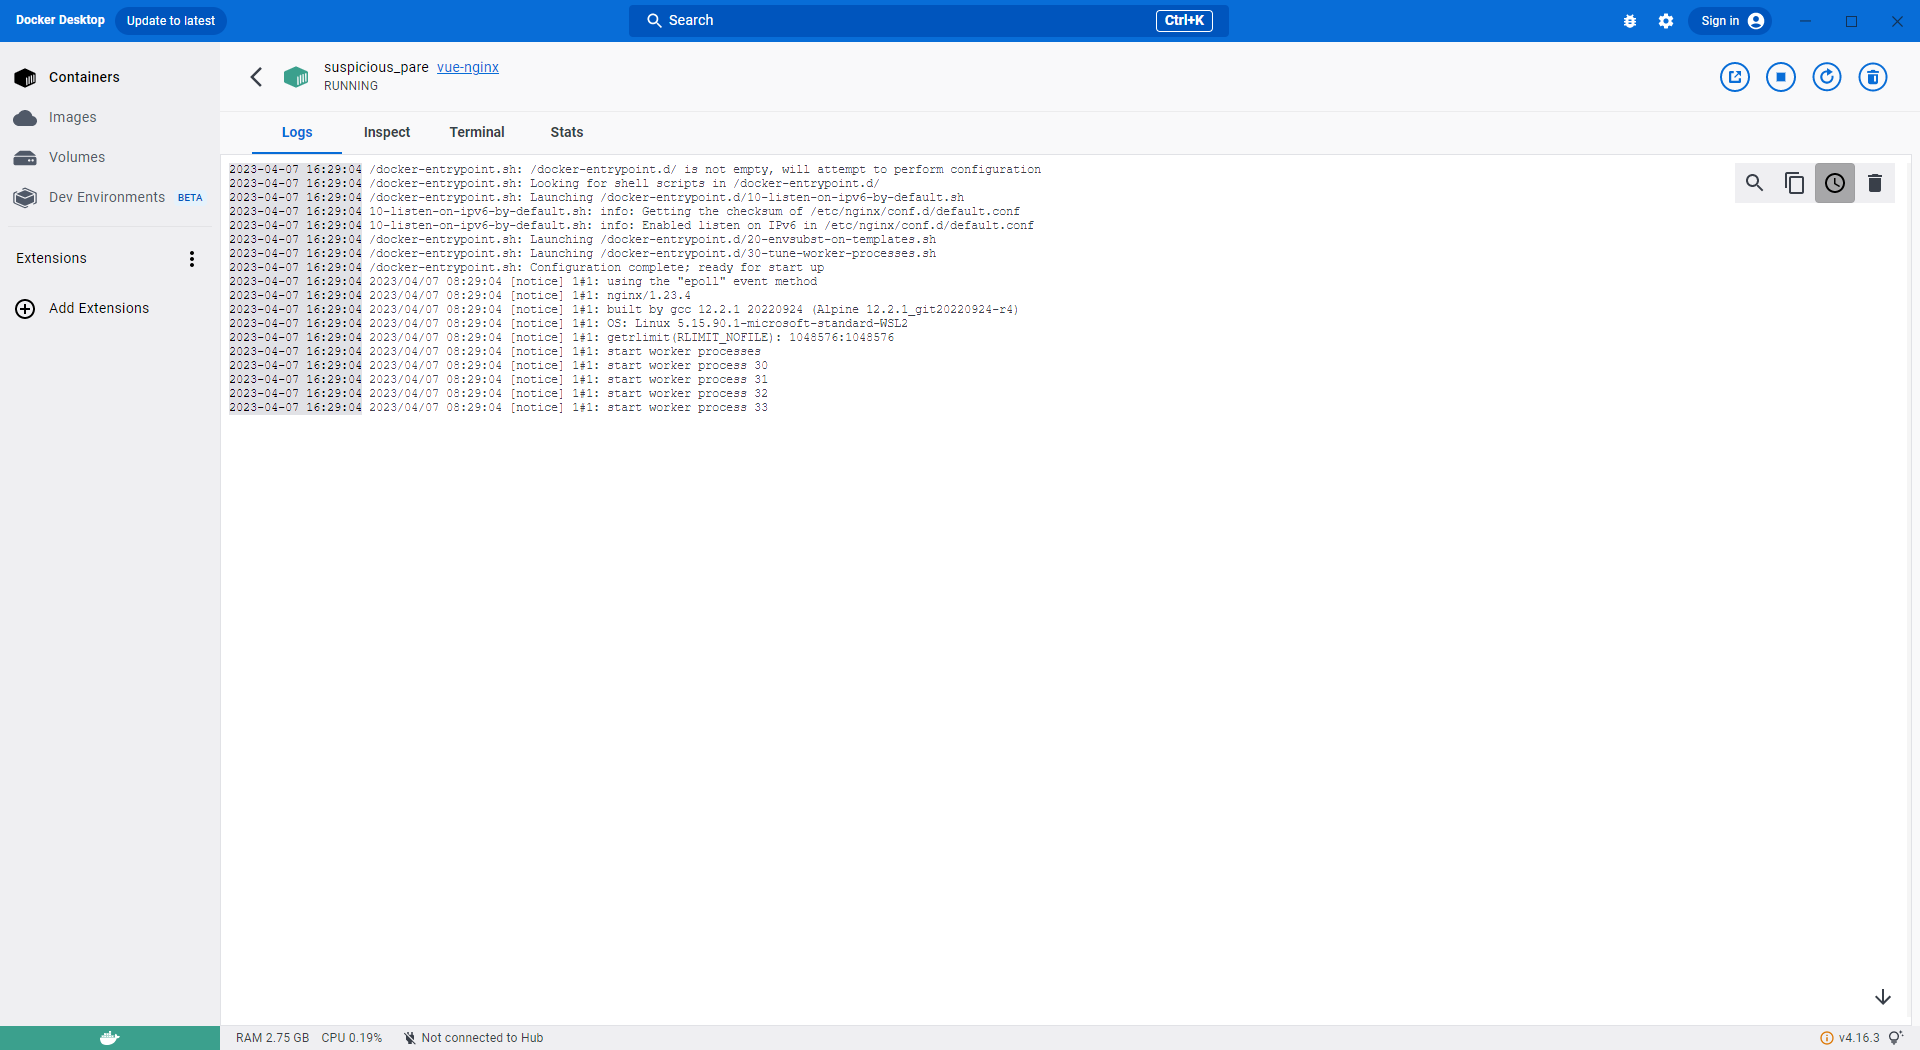 Docker Desktop Update to latest Search Ctrl+K Sign in
Containers
Images
Volumes
Dev Environments BETA
Extensions
Add Extensions
suspicious_pare vue-nginx
RUNNING
Logs Inspect Terminal Stats
2023-04-07 16:29:04 /docker-entrypoint.sh: /docker-entrypoint.d/ is not empty, will attempt to perform configuration
2023-04-07 16:29:04 /docker-entrypoint.sh: Looking for shell scripts in /docker-entrypoint.d/
2023-04-07 16:29:04 /docker-entrypoint.sh: Launching /docker-entrypoint.d/10-listen-on-ipv6-by-default.sh
2023-04-07 16:29:04 10-listen-on-ipv6-by-default.sh: info: Getting the checksum of /etc/nginx/conf.d/default.conf
2023-04-07 16:29:04 10-listen-on-ipv6-by-default.sh: info: Enabled listen on IPv6 in /etc/nginx/conf.d/default.conf
2023-04-07 16:29:04 /docker-entrypoint.sh: Launching /docker-entrypoint.d/20-envsubst-on-templates.sh
2023-04-07 16:29:04 /docker-entrypoint.sh: Launching /docker-entrypoint.d/30-tune-worker-processes.sh
2023-04-07 16:29:04 /docker-entrypoint.sh: Configuration complete; ready for start up
2023-04-07 16:29:04 2023/04/07 08:29:04 [notice] 1#1: using the "epoll" event method
2023-04-07 16:29:04 2023/04/07 08:29:04 [notice] 1#1: nginx/1.23.4
2023-04-07 16:29:04 2023/04/07 08:29:04 [notice] 1#1: built by gcc 12.2.1 20220924 (Alpine 12.2.1_git20220924-r4)
2023-04-07 16:29:04 2023/04/07 08:29:04 [notice] 1#1: OS: Linux 5.15.90.1-microsoft-standard-WSL2
2023-04-07 16:29:04 2023/04/07 08:29:04 [notice] 1#1: getrlimit(RLIMIT_NOFILE): 1048576:1048576
2023-04-07 16:29:04 2023/04/07 08:29:04 [notice] 1#1: start worker processes
2023-04-07 16:29:04 2023/04/07 08:29:04 [notice] 1#1: start worker process 30
2023-04-07 16:29:04 2023/04/07 08:29:04 [notice] 1#1: start worker process 31
2023-04-07 16:29:04 2023/04/07 08:29:04 [notice] 1#1: start worker process 32
2023-04-07 16:29:04 2023/04/07 08:29:04 [notice] 1#1: start worker process 33
RAM 2.75 GB CPU 0.19% Not connected to Hub v4.16.3